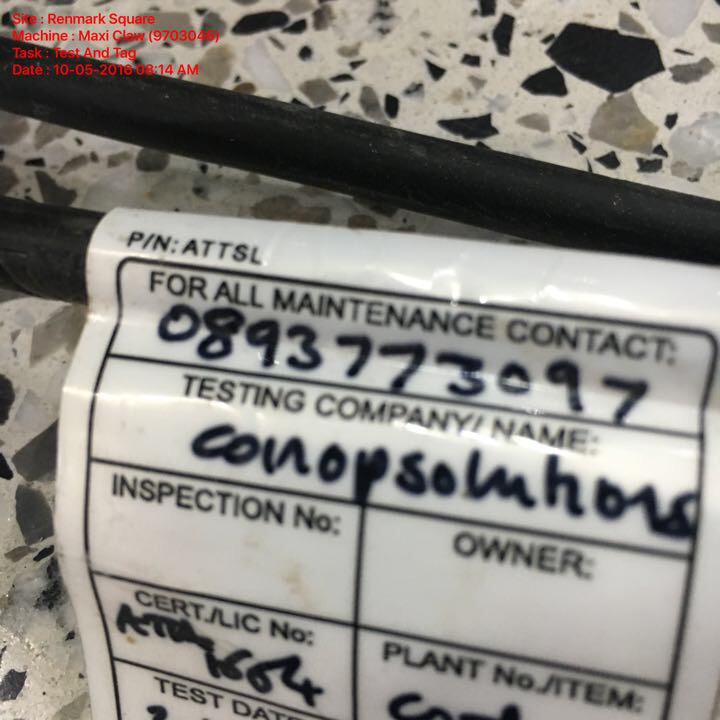 Site : Renmark Square
Machine : Maxi Claw (9703046)
Task : Test And Tag
Date : 10-05-2016 08:14 AM
P/N: ATTSL
FOR ALL MAINTENANCE CONTACT:
0893773097
TESTING COMPANY/ NAME:
conopsolutions
INSPECTION No:
OWNER:
CERT./LIC No:
1664
PLANT No./ITEM:
TEST DATE